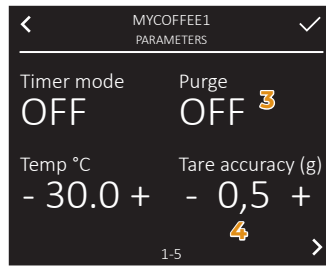 < MYCOFFEE1
PARAMETERS
Timer mode Purge
OFF OFF 3
Temp °C Tare accuracy (g)
- 30.0 + - 0,5 +
4
1-5 >